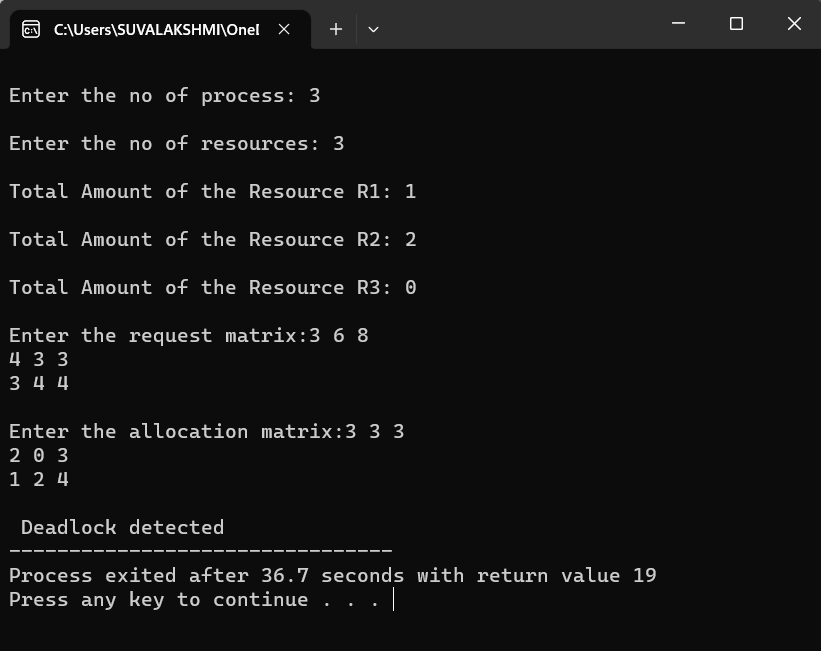 C:\Users\SUVALAKSHMI\OneI
Enter the no of process: 3
Enter the no of resources: 3
Total Amount of the Resource R1: 1
Total Amount of the Resource R2: 2
Total Amount of the Resource R3: 0
Enter the request matrix:3 6 8
4 3 3
3 4 4
Enter the allocation matrix:3 3 3
2 0 3
1 2 4
Deadlock detected
--------------------------------
Process exited after 36.7 seconds with return value 19
Press any key to continue . . .